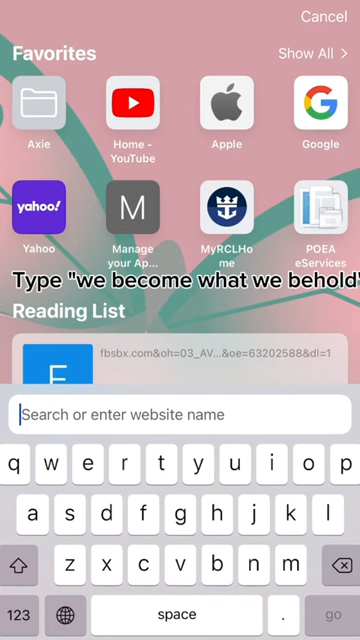 Cancel
Favorites
Show All >
Axie
Home - YouTube
Apple
Google
yahoo!
M
Yahoo
Manage your Ap...
MyRCLHo me
POEA eServices
Type "we become what we behold"
Reading List
F
fbsbx.com&oh=03_AV...&oe=63202588&dl=1
Search or enter website name
q w e r t y u i o p
a s d f g h j k l
z x c v b n m
123 space . go